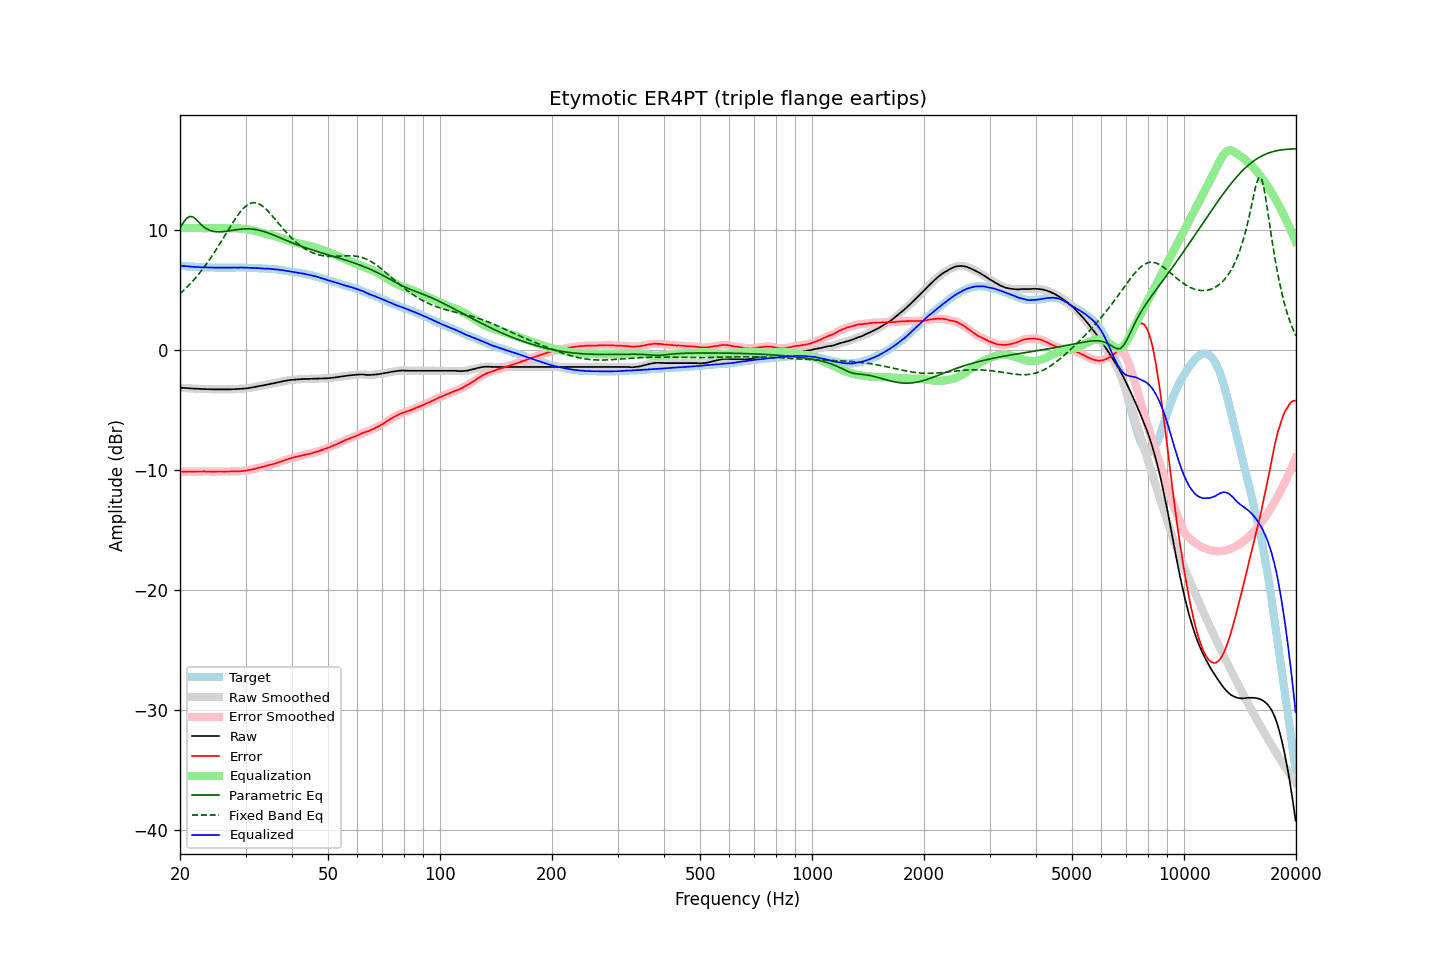 Etymotic ER4PT (triple flange eartips)
10
0
−10
−20
−30
−40
Amplitude (dBr)
Target
Raw Smoothed
Error Smoothed
Raw
Error
Equalization
Parametric Eq
Fixed Band Eq
Equalized
20 50 100 200 500 1000 2000 5000 10000 20000
Frequency (Hz)